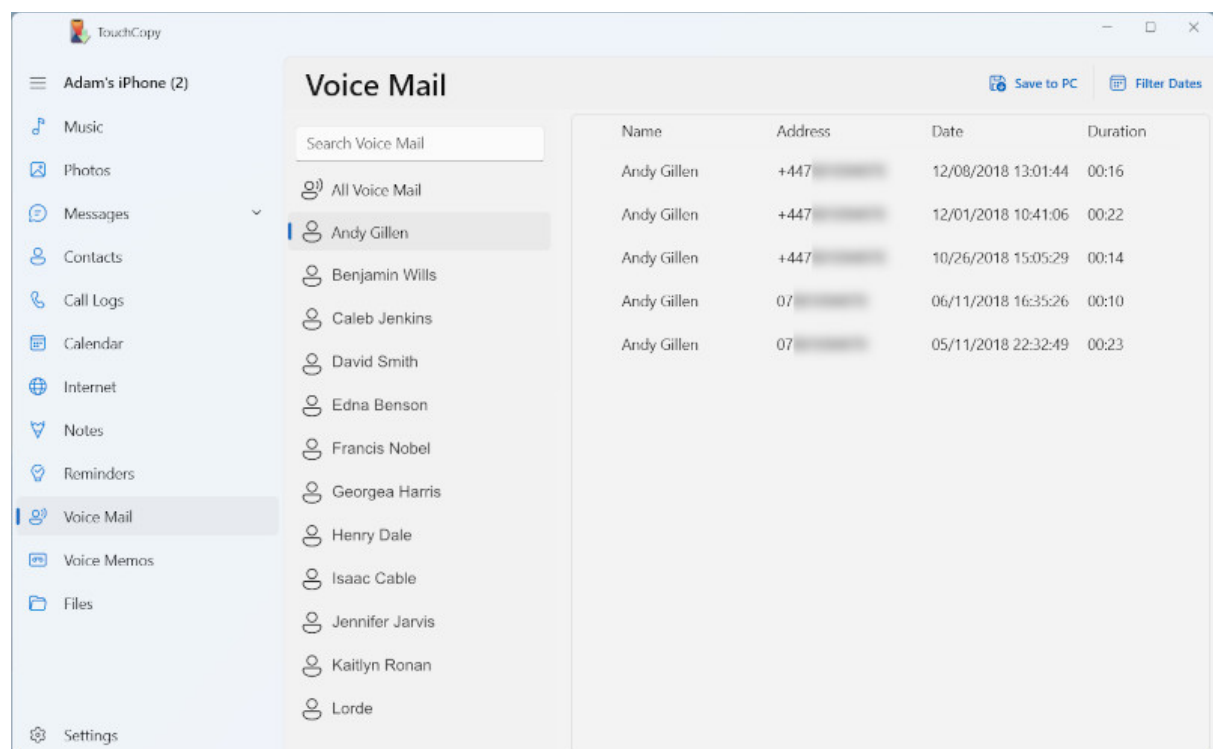 TouchCopy
Adam's iPhone (2)
Music
Photos
Messages
Contacts
Call Logs
Calendar
Internet
Notes
Reminders
Voice Mail
Voice Memos
Files
Settings
Voice Mail
Save to PC
Filter Dates
Search Voice Mail
All Voice Mail
Andy Gillen
Benjamin Wills
Caleb Jenkins
David Smith
Edna Benson
Francis Nobel
Georgea Harris
Henry Dale
Isaac Cable
Jennifer Jarvis
Kaitlyn Ronan
Lorde
Name Address Date Duration
Andy Gillen +447 12/08/2018 13:01:44 00:16
Andy Gillen +447 12/01/2018 10:41:06 00:22
Andy Gillen +447 10/26/2018 15:05:29 00:14
Andy Gillen 07 06/11/2018 16:35:26 00:10
Andy Gillen 07 05/11/2018 22:32:49 00:23